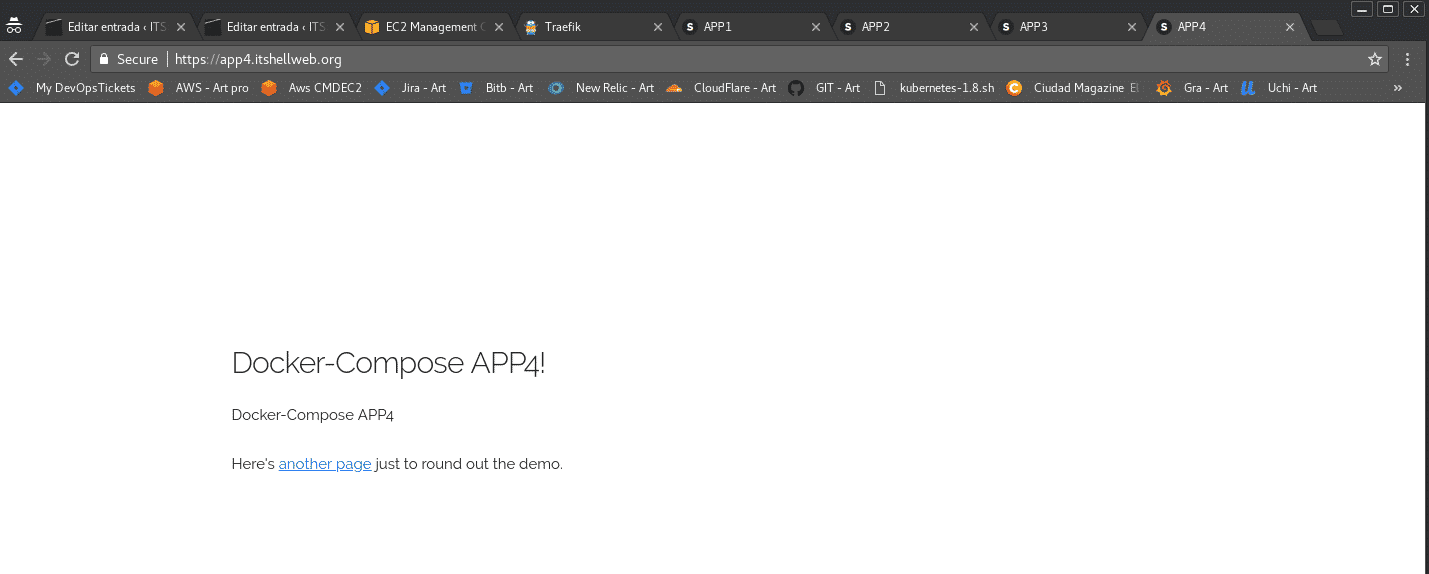 Editar entrada ‹ ITS
Editar entrada ‹ ITS
EC2 Management C
Traefik
APP1
APP2
APP3
APP4
Secure | https://app4.itshellweb.org
My DevOpsTickets
AWS - Art pro
Aws CMDEC2
Jira - Art
Bitb - Art
New Relic - Art
CloudFlare - Art
GIT - Art
kubernetes-1.8.sh
Ciudad Magazine El
Gra - Art
Uchi - Art
»
Docker-Compose APP4!
Docker-Compose APP4
Here's another page just to round out the demo.